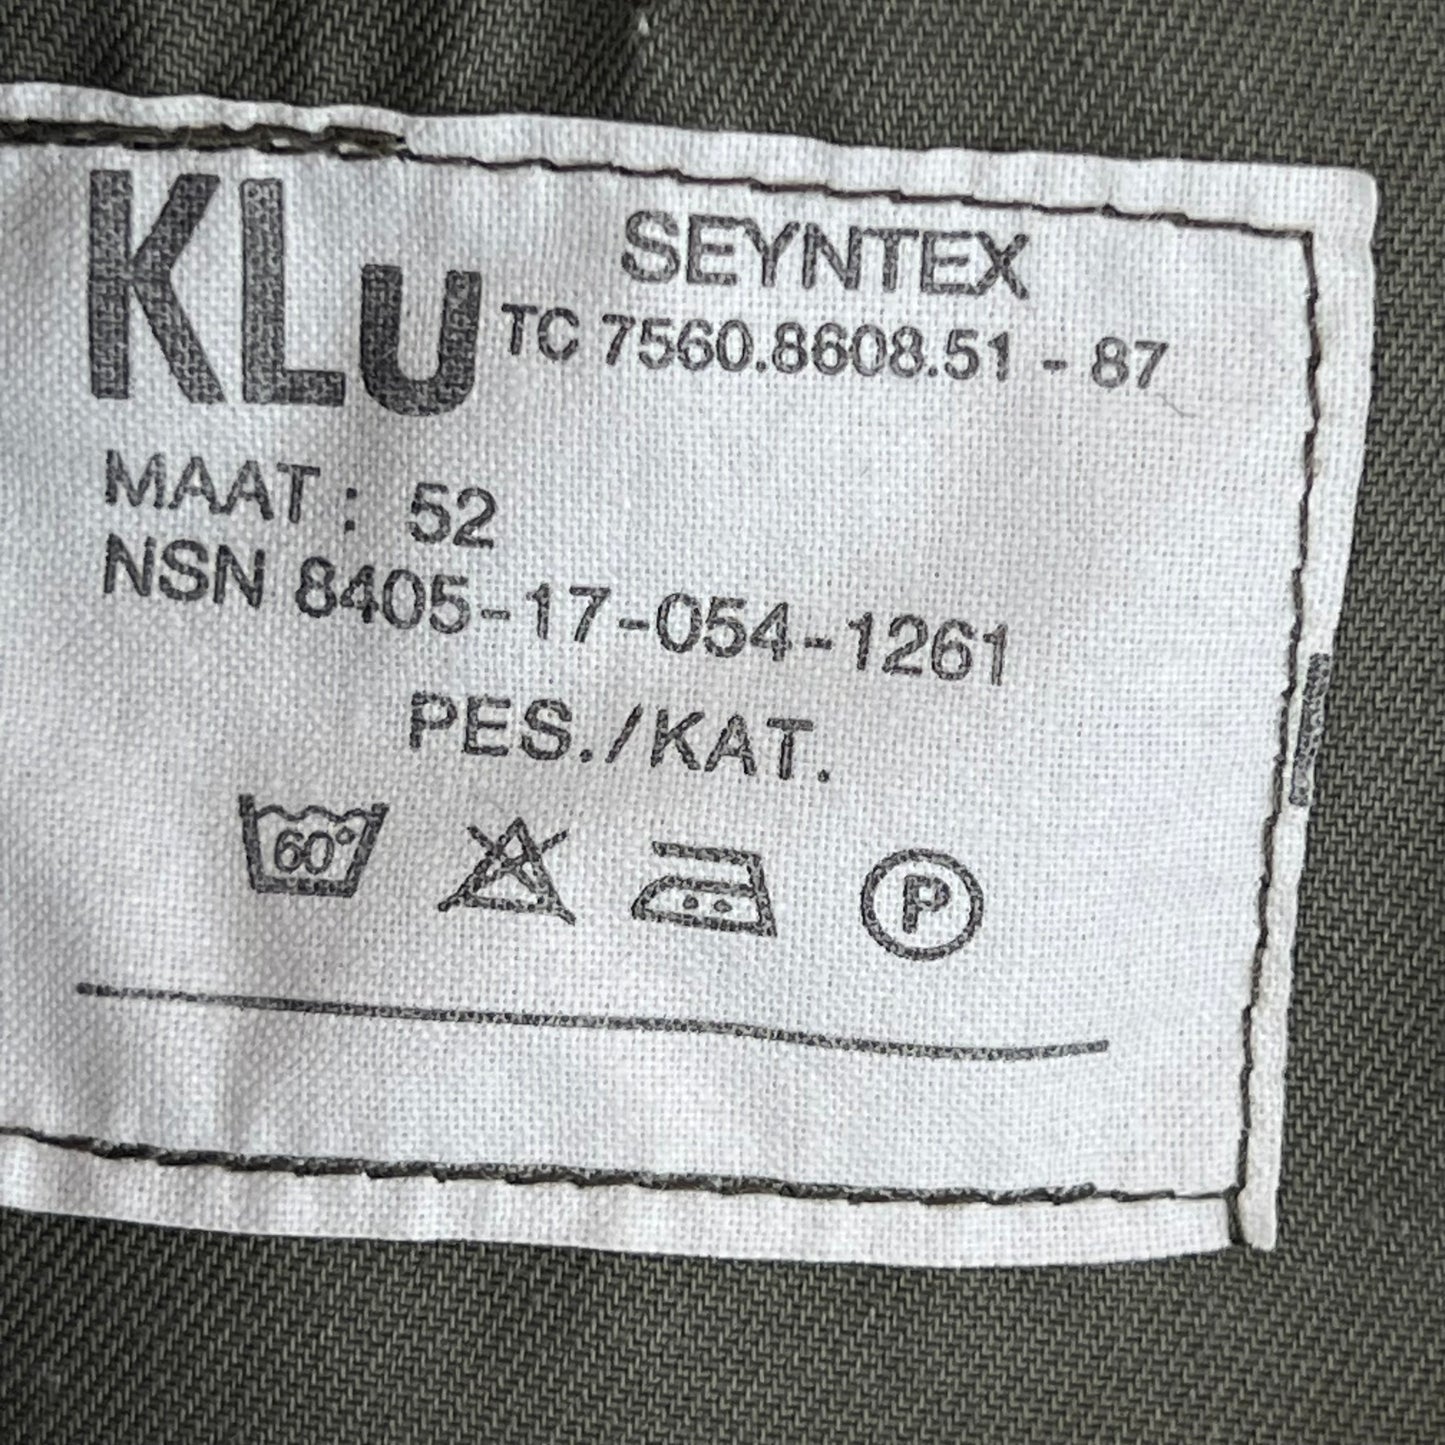 KLu
SEYNTEX
TC 7560.8608.51 - 87
MAAT : 52
NSN 8405-17-054-1261
PES./KAT.
60°
P